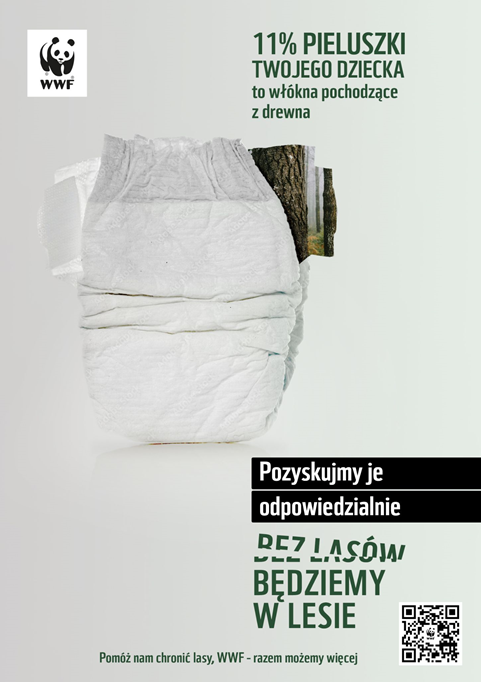 WWF
11% PIELUSZKI
TWOJEGO DZIECKA
to włókna pochodzące
z drewna
Pozyskujmy je
odpowiedzialnie
BEZ LASÓW
BĘDZIEMY
W LESIE
Pomóż nam chronić lasy, WWF - razem możemy więcej